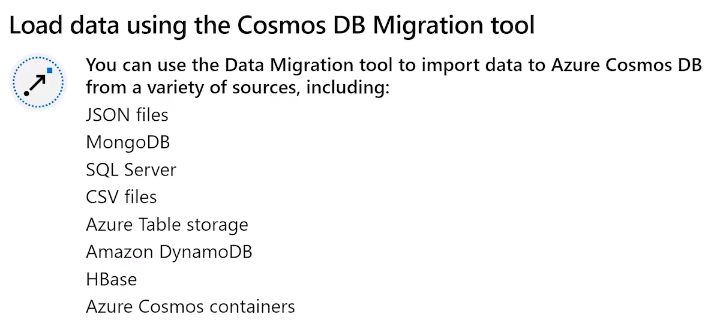 Load data using the Cosmos DB Migration tool
You can use the Data Migration tool to import data to Azure Cosmos DB
from a variety of sources, including:
JSON files
MongoDB
SQL Server
CSV files
Azure Table storage
Amazon DynamoDB
HBase
Azure Cosmos containers